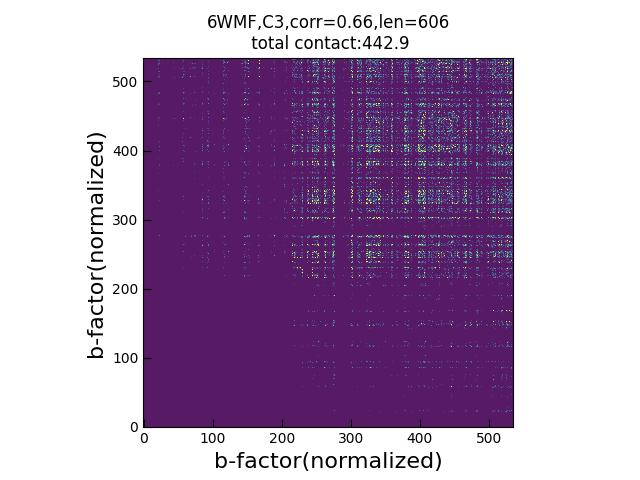 6WMF,C3,corr=0.66,len=606
total contact:442.9
b-factor(normalized)
500
400
300
200
100
0
0 100 200 300 400 500
b-factor(normalized)